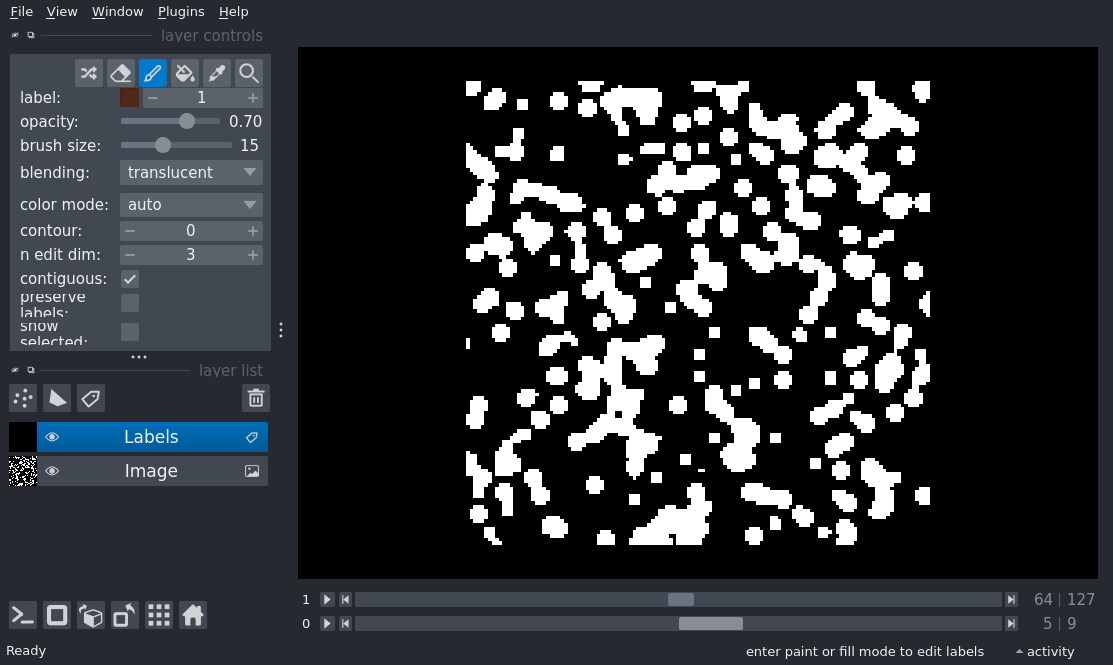 File View Window Plugins Help
layer controls
label: 1
opacity: 0.70
brush size: 15
blending: translucent
color mode: auto
contour: 0
n edit dim: 3
contiguous:
preserve
labels:
show
selected:
layer list
Labels
Image
1 64 | 127
0 5 | 9
Ready enter paint or fill mode to edit labels activity